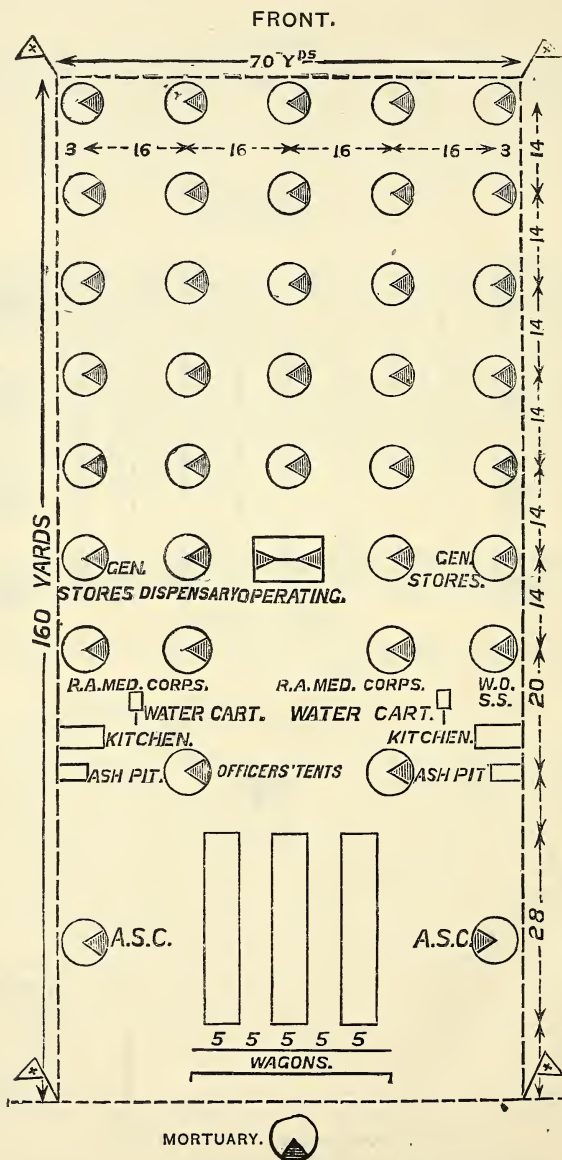 FRONT.
70 Yds
3 16 16 16 16 3
14
14
14
14
14
14
160 YARDS
GEN. STORES
DISPENSARY
OPERATING.
GEN. STORES.
R.A.MED. CORPS.
R.A.MED. CORPS.
W.O. S.S.
20
WATER CART.
WATER CART.
KITCHEN.
KITCHEN.
ASH PIT.
OFFICERS' TENTS
ASH PIT
A.S.C.
A.S.C.
28
5 5 5 5 5
WAGONS.
MORTUARY.